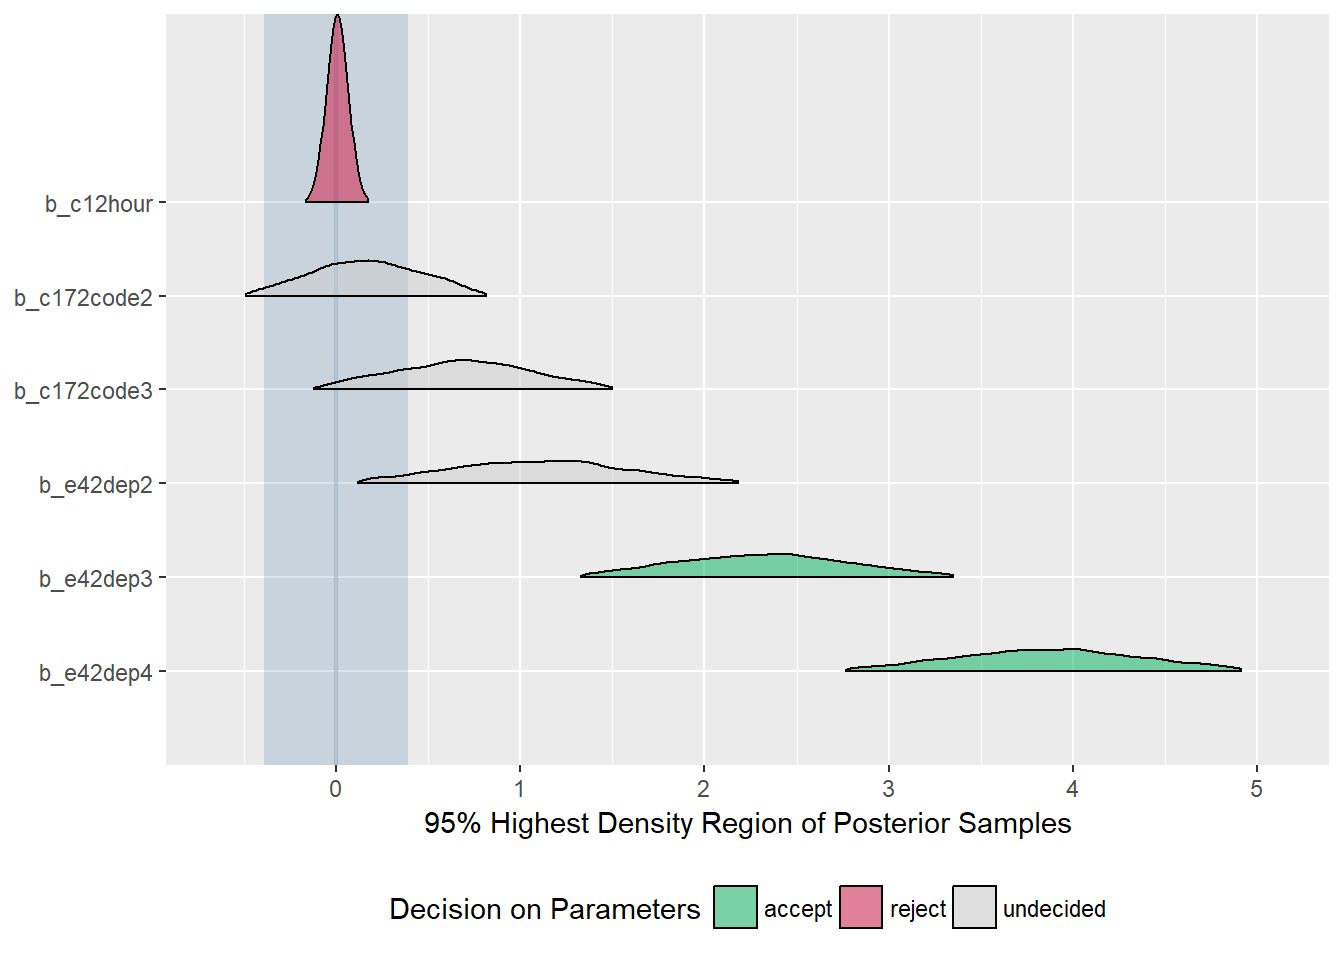 b_c12hour
b_c172code2
b_c172code3
b_e42dep2
b_e42dep3
b_e42dep4
0 1 2 3 4 5
95% Highest Density Region of Posterior Samples
Decision on Parameters accept reject undecided